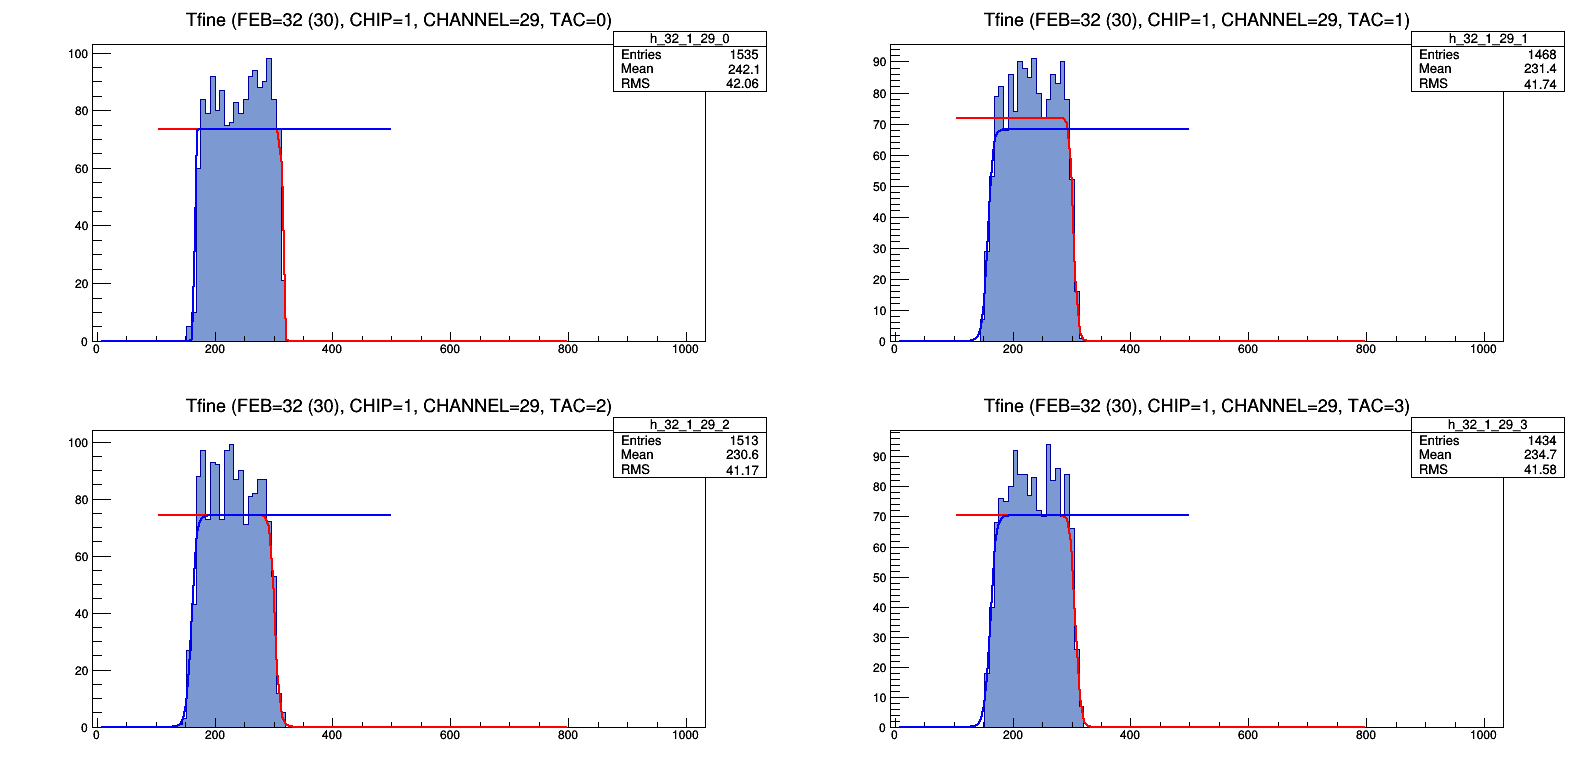 Tfine (FEB=32 (30), CHIP=1, CHANNEL=29, TAC=0)
h_32_1_29_0
Entries 1535
Mean 242.1
RMS 42.06
100
80
60
40
20
0
0 200 400 600 800 1000
Tfine (FEB=32 (30), CHIP=1, CHANNEL=29, TAC=1)
h_32_1_29_1
Entries 1468
Mean 231.4
RMS 41.74
90
80
70
60
50
40
30
20
10
0
0 200 400 600 800 1000
Tfine (FEB=32 (30), CHIP=1, CHANNEL=29, TAC=2)
h_32_1_29_2
Entries 1513
Mean 230.6
RMS 41.17
100
80
60
40
20
0
0 200 400 600 800 1000
Tfine (FEB=32 (30), CHIP=1, CHANNEL=29, TAC=3)
h_32_1_29_3
Entries 1434
Mean 234.7
RMS 41.58
90
80
70
60
50
40
30
20
10
0
0 200 400 600 800 1000